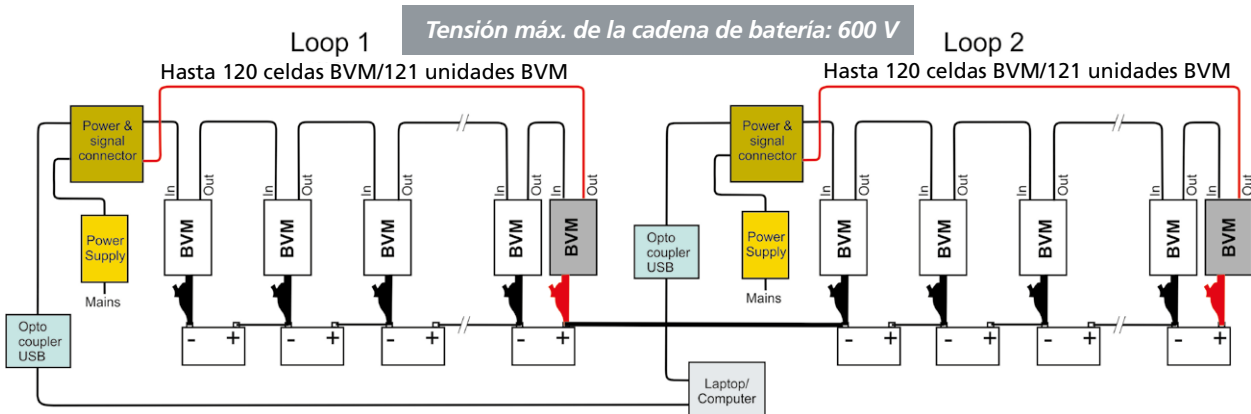 Tensión máx. de la cadena de batería: 600 V
Loop 1
Hasta 120 celdas BVM/121 unidades BVM
Power &
signal
connector
In
Out
In
Out
In
Out
In
Out
In
Out
BVM
BVM
BVM
BVM
BVM
Power
Supply
Mains
Opto
coupler
USB
- +
- +
- +
- +
Loop 2
Hasta 120 celdas BVM/121 unidades BVM
Power &
signal
connector
In
Out
In
Out
In
Out
In
Out
In
Out
BVM
BVM
BVM
BVM
BVM
Opto
coupler
USB
Power
Supply
Mains
- +
- +
- +
- +
Laptop/
Computer